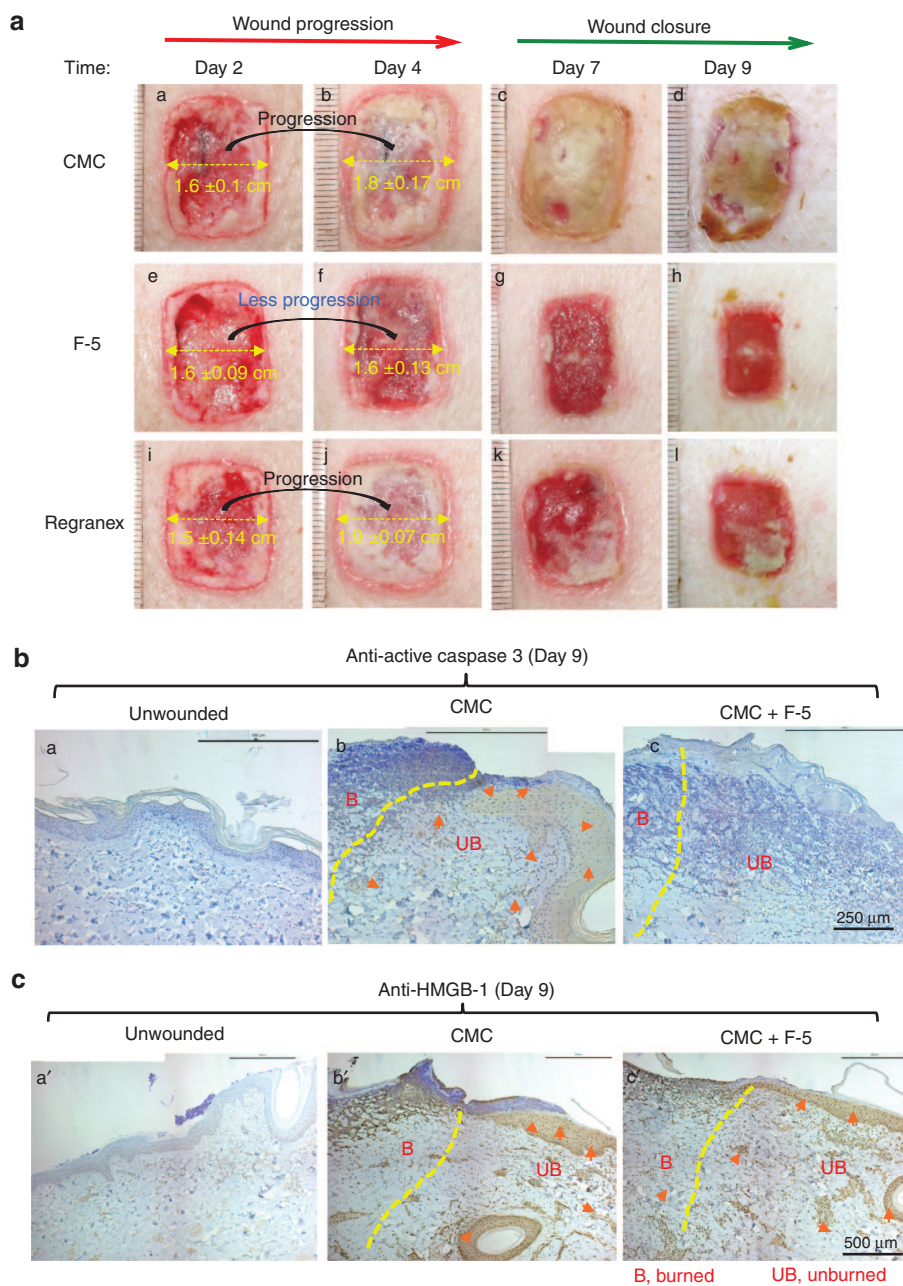 a
Wound progression
Wound closure
Time:
Day 2
Day 4
Day 7
Day 9
a
b
c
d
CMC
Progression
1.6 ±0.1 cm
1.8 ±0.17 cm
e
f
g
h
F-5
Less progression
1.6 ±0.09 cm
1.6 ±0.13 cm
i
j
k
l
Regranex
Progression
1.5 ±0.14 cm
1.9 ±0.07 cm
b
Anti-active caspase 3 (Day 9)
Unwounded
CMC
CMC + F-5
a
b
c
B
UB
B
UB
250 µm
c
Anti-HMGB-1 (Day 9)
Unwounded
CMC
CMC + F-5
a′
b′
c′
B
UB
B
UB
500 µm
B, burned
UB, unburned